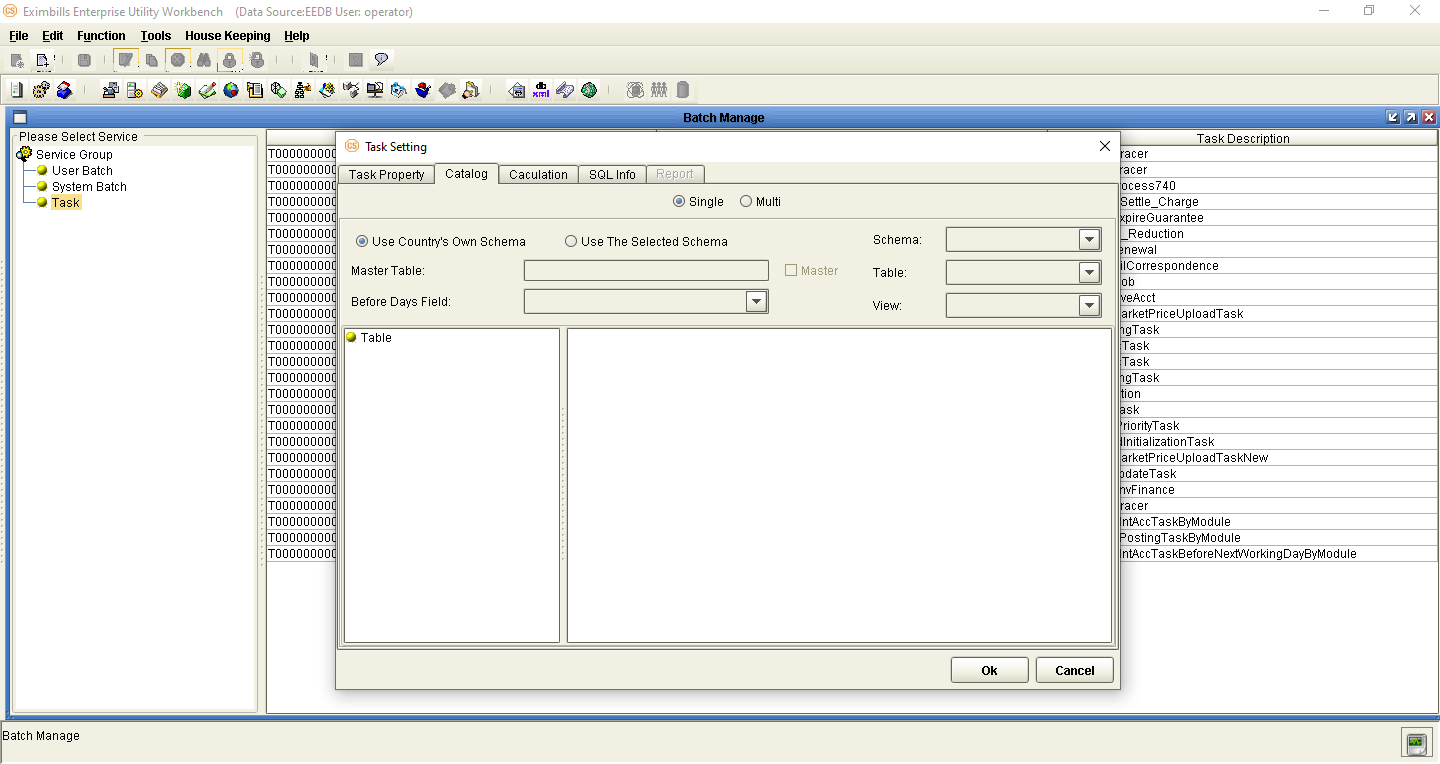 Eximbills Enterprise Utility Workbench (Data Source:EEDB User: operator)
File Edit Function Tools House Keeping Help
Batch Manage
Please Select Service
Service Group
User Batch
System Batch
Task
Task Description
T000000000
racer
T000000000
racer
T000000000
rocess740
T000000000
Settle_Charge
T000000000
xpireGuarantee
T000000000
_Reduction
T000000000
enewal
T000000000
ilCorrespondence
T000000000
ob
T000000000
veAcct
T000000000
arketPriceUploadTask
T000000000
ngTask
T000000000
cTask
T000000000
cTask
T000000000
ngTask
T000000000
tion
T000000000
ask
T000000000
PriorityTask
T000000000
dInitializationTask
T000000000
arketPriceUploadTaskNew
T000000000
pdateTask
T000000000
nvFinance
T000000000
racer
T000000000
ntAccTaskByModule
T000000000
PostingTaskByModule
T000000000
ntAccTaskBeforeNextWorkingDayByModule
Task Setting
Task Property Catalog Caculation SQL Info Report
Single Multi
Use Country's Own Schema Use The Selected Schema Schema:
Master Table: Master Table:
Before Days Field: View:
Table
Ok Cancel
Batch Manage